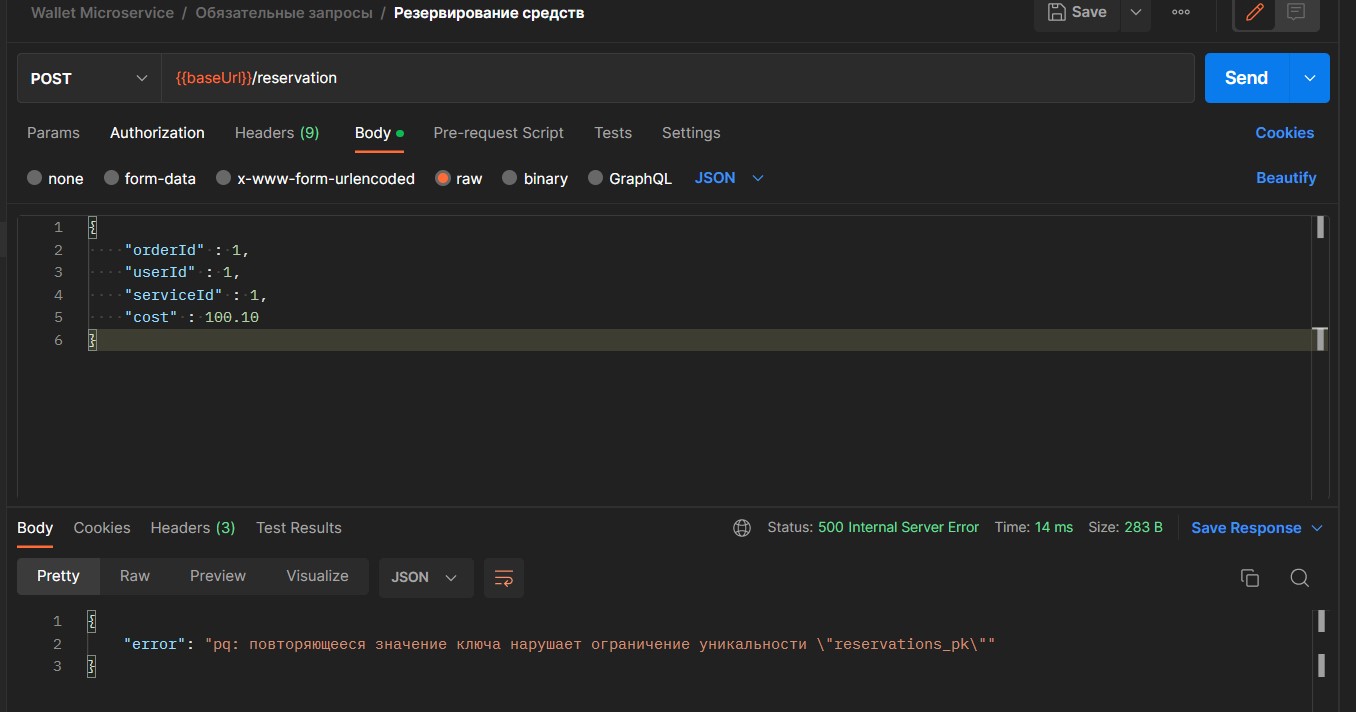 Wallet Microservice / Обязательные запросы / Резервирование средств
Save
POST
{{baseUrl}}/reservation
Send
Params Authorization Headers (9) Body Pre-request Script Tests Settings Cookies
none form-data x-www-form-urlencoded raw binary GraphQL JSON Beautify
1 {
2 "orderId" : 1,
3 "userId" : 1,
4 "serviceId" : 1,
5 "cost" : 100.10
6 }
Body Cookies Headers (3) Test Results Status: 500 Internal Server Error Time: 14 ms Size: 283 B Save Response
Pretty Raw Preview Visualize JSON
1 {
2 "error": "pq: повторяющееся значение ключа нарушает ограничение уникальности \"reservations_pk\""
3 }